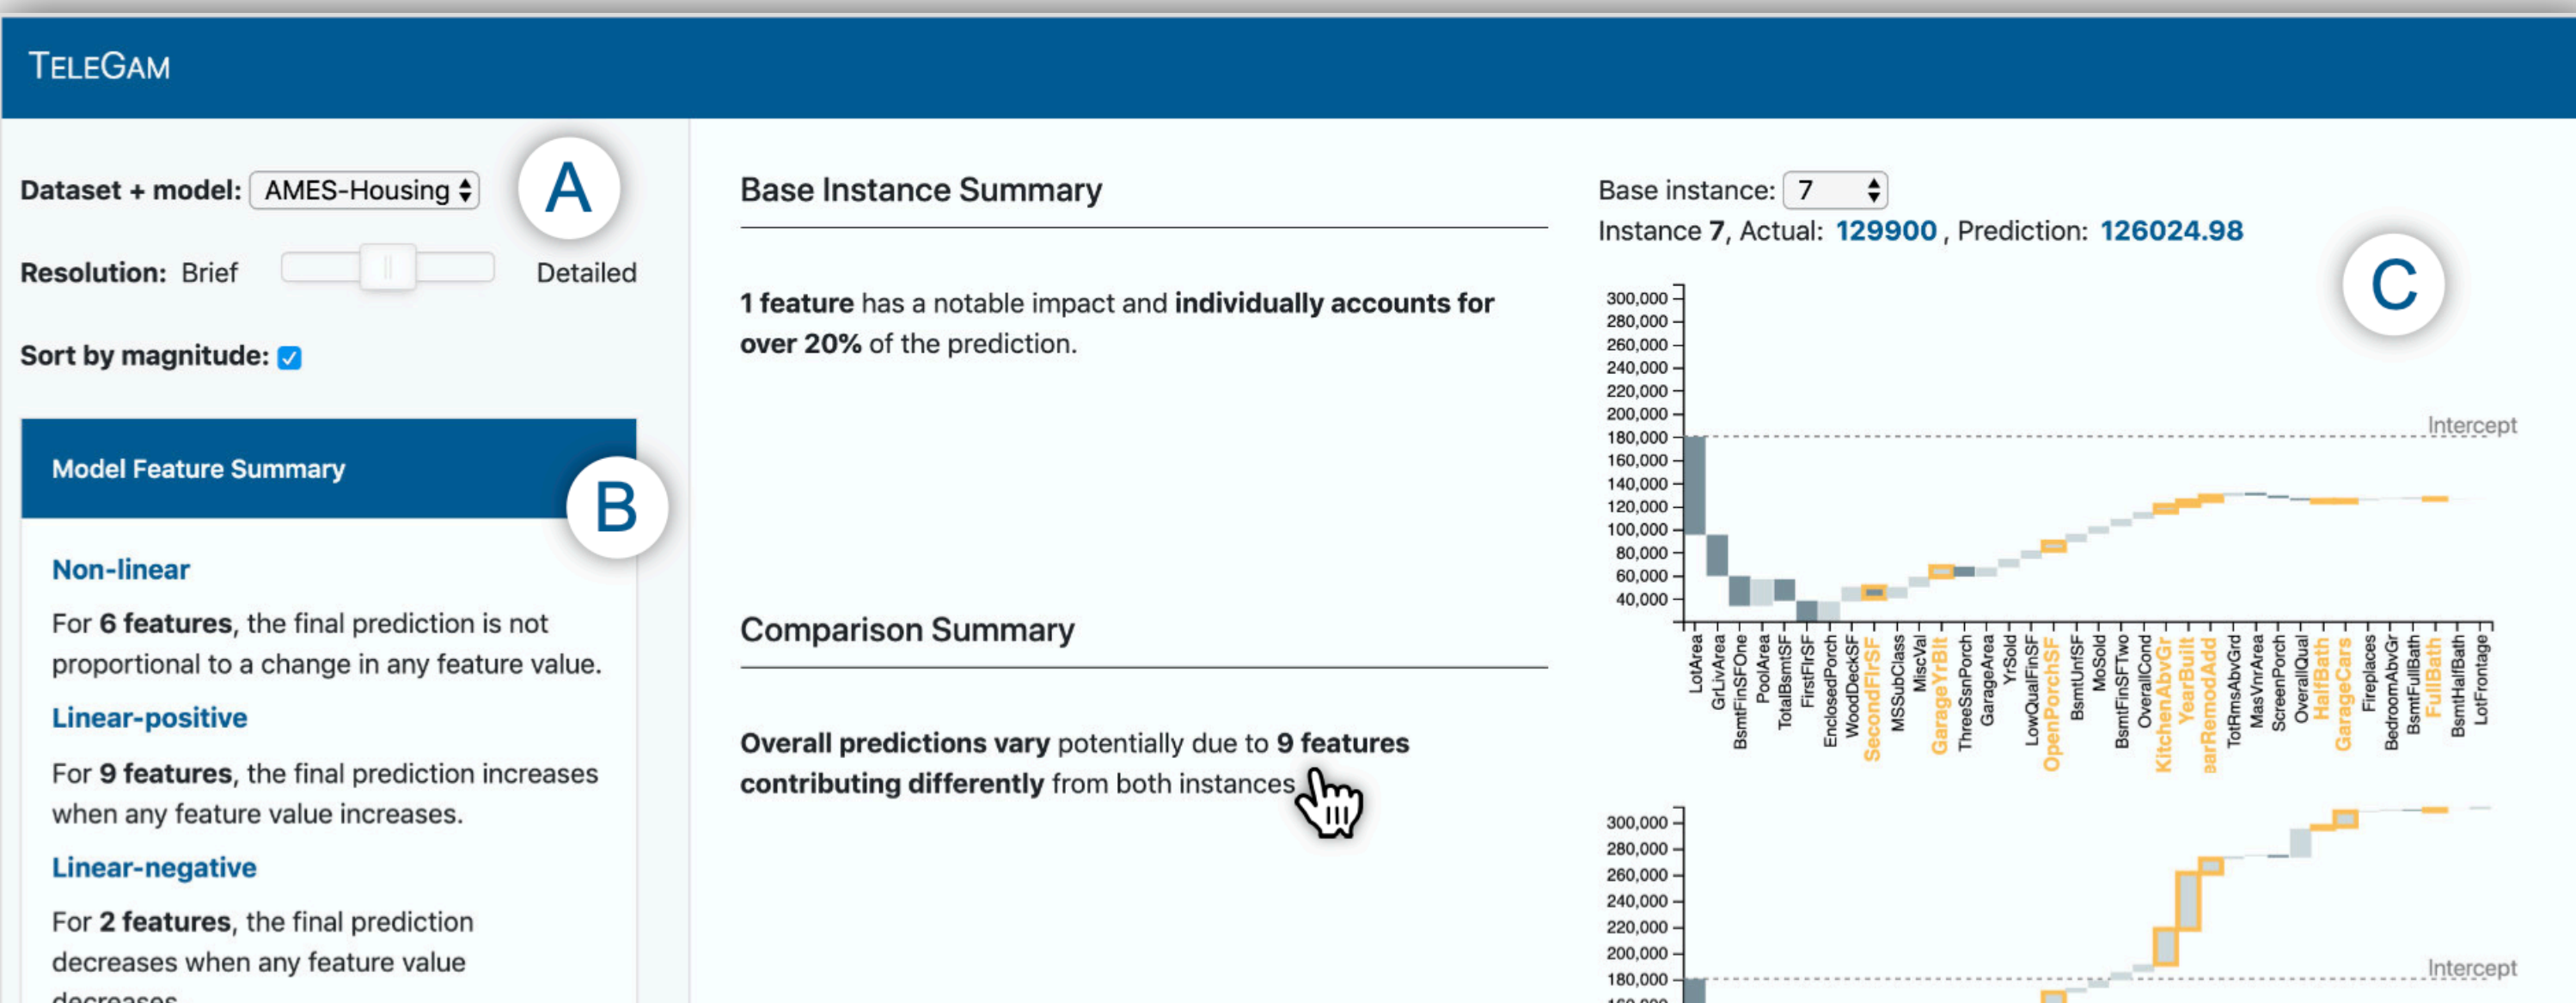 TELEGAM
Dataset + model: AMES-Housing
A
Resolution: Brief Detailed
Sort by magnitude:
Model Feature Summary
B
Non-linear
For 6 features, the final prediction is not
proportional to a change in any feature value.
Linear-positive
For 9 features, the final prediction increases
when any feature value increases.
Linear-negative
For 2 features, the final prediction
decreases when any feature value
decreases
Base Instance Summary
1 feature has a notable impact and individually accounts for
over 20% of the prediction.
Comparison Summary
Overall predictions vary potentially due to 9 features
contributing differently from both instances
Base instance: 7
Instance 7, Actual: 129900 , Prediction: 126024.98
C
300,000
280,000
260,000
240,000
220,000
200,000
180,000
160,000
140,000
120,000
100,000
80,000
60,000
40,000
Intercept
LotArea
GrLivArea
BsmtFinSFOne
PoolArea
TotalBsmtSF
FirstFlrSF
EnclosedPorch
WoodDeckSF
SecondFlrSF
MSSubClass
MiscVal
GarageYrBlt
ThreeSsnPorch
GarageArea
YrSold
LowQualFinSF
OpenPorchSF
BsmtUnfSF
MoSold
BsmtFinSFTwo
OverallCond
KitchenAbvGr
YearBuilt
earRemodAdd
TotRmsAbvGrd
MasVnrArea
ScreenPorch
OverallQual
HalfBath
GarageCars
Fireplaces
BedroomAbvGr
BsmtFullBath
FullBath
BsmtHalfBath
LotFrontage
300,000
280,000
260,000
240,000
220,000
200,000
180,000
160,000
Intercept